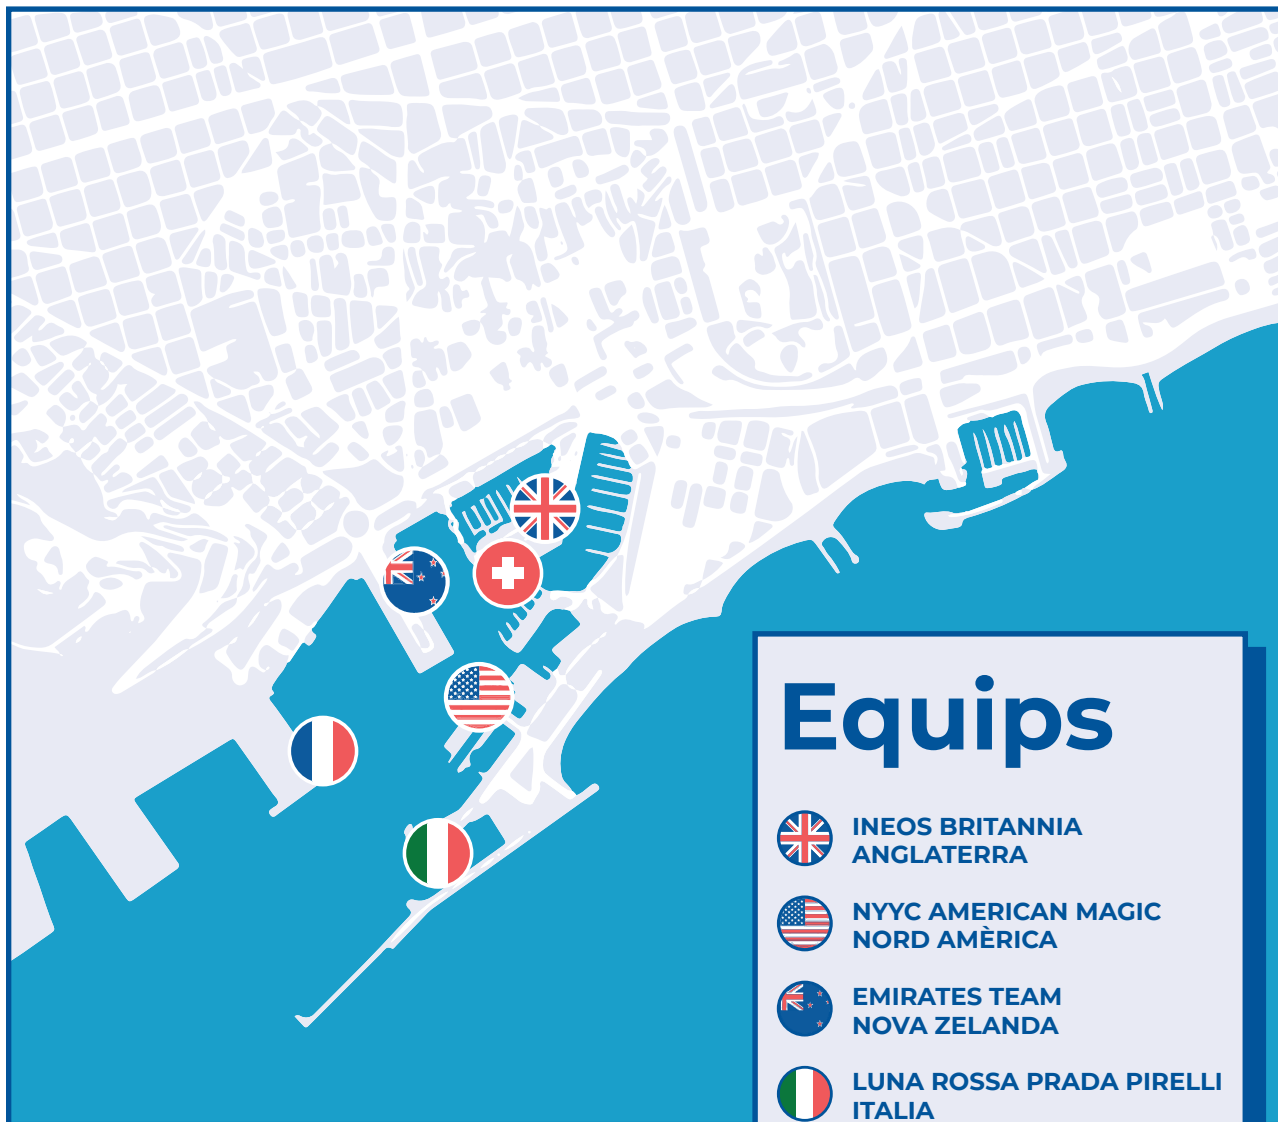 Equips
INEOS BRITANNIA
ANGLATERRA
NYYC AMERICAN MAGIC
NORD AMÈRICA
EMIRATES TEAM
NOVA ZELANDA
LUNA ROSSA PRADA PIRELLI
ITALIA